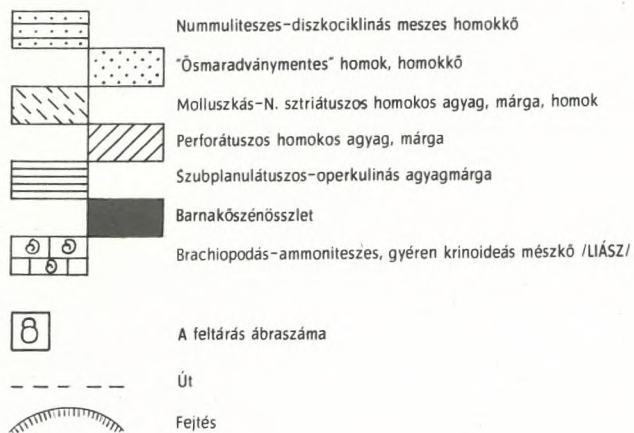 Nummuliteszes-diszkociklinás meszes homokkő
"Ősmaradványmentes" homok, homokkő
Molluszkás-N. sztriátuszos homokos agyag, márga, homok
Perforátuszos homokos agyag, márga
Szubplanulátuszos-operkulinás agyagmárga
Barnakőszénösszlet
Brachiopodás-ammoniteszes, gyéren krinoideás mészkő /LIÁSZ/
8
A feltárás ábraszáma
Út
Fejtés